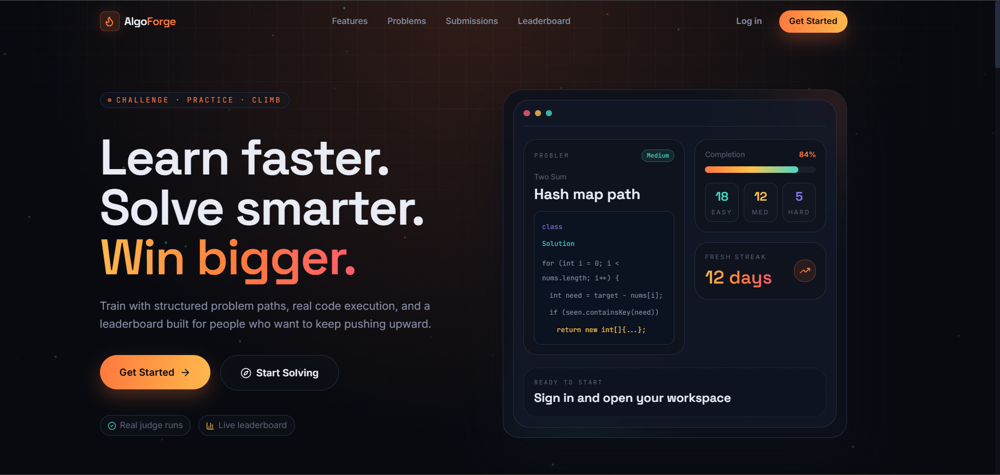 AlgoForge
Features
Problems
Submissions
Leaderboard
Log in
Get Started
CHALLENGE · PRACTICE · CLIMB
Learn faster.
Solve smarter.
Win bigger.
Train with structured problem paths, real code execution, and a
leaderboard built for people who want to keep pushing upward.
Get Started
Start Solving
Real judge runs
Live leaderboard
PROBLEM
Medium
Two Sum
Hash map path
class
Solution
for (int i = 0; i <
nums.length; i++) {
int need = target - nums[i];
if (seen.containsKey(need))
return new int[]{...};
Completion
84%
18
EASY
12
MED
5
HARD
FRESH STREAK
12 days
READY TO START
Sign in and open your workspace